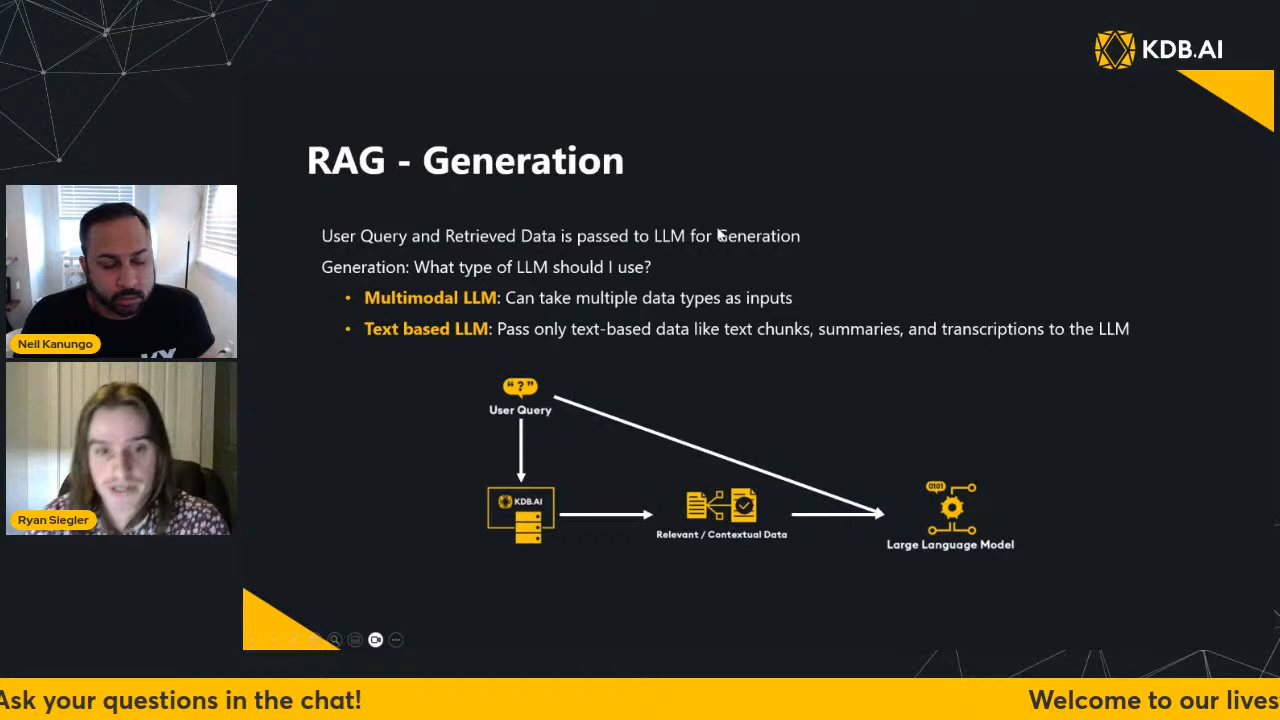 KDB.AI
RAG - Generation
User Query and Retrieved Data is passed to LLM for Generation
Generation: What type of LLM should I use?
• Multimodal LLM: Can take multiple data types as inputs
• Text based LLM: Pass only text-based data like text chunks, summaries, and transcriptions to the LLM
Neil Kanungo
Ryan Siegler
“?”
User Query
KDB.AI
Relevant / Contextual Data
0101
Large Language Model
Ask your questions in the chat!
Welcome to our lives